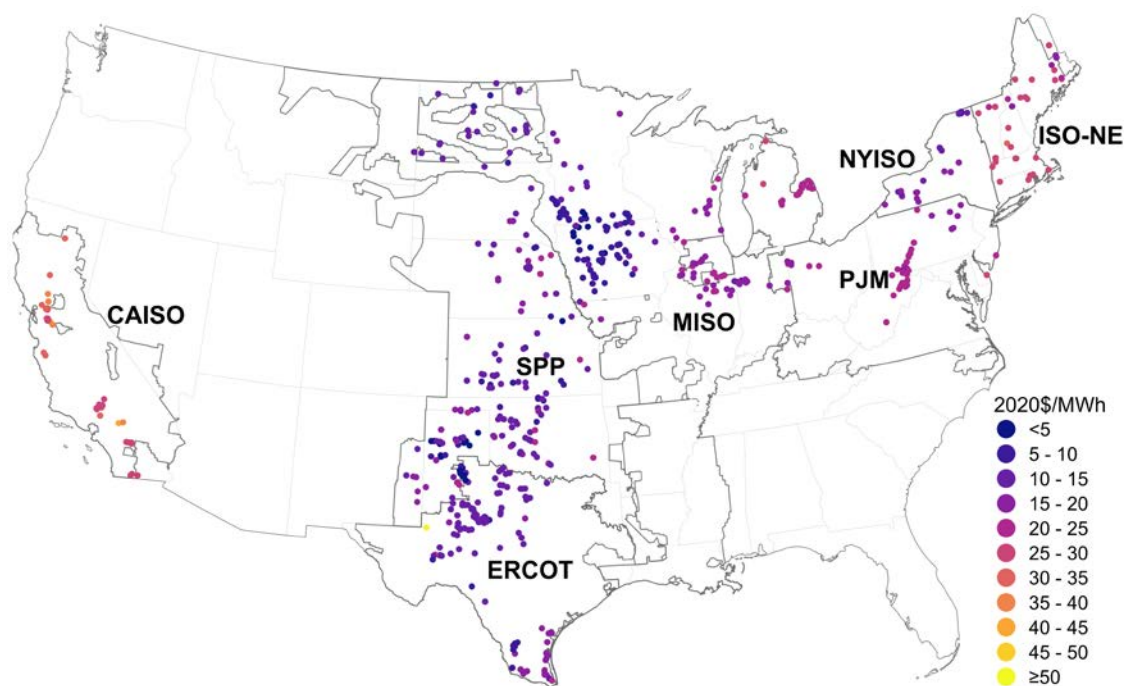 ISO-NE
NYISO
PJM
CAISO
MISO
SPP
ERCOT
2020$/MWh
<5
5 - 10
10 - 15
15 - 20
20 - 25
25 - 30
30 - 35
35 - 40
40 - 45
45 - 50
≥50